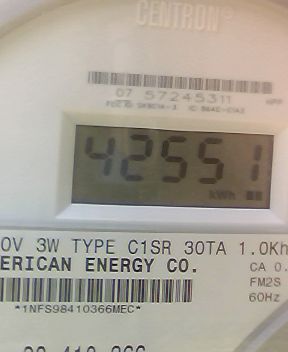 CENTRON®
07 57245311
42551
kWh
0V 3W TYPE C1SR 30TA 1.0Kh
ERICAN ENERGY CO.
CA 0.
FM2S
60Hz
*1NFS98410366MEC*